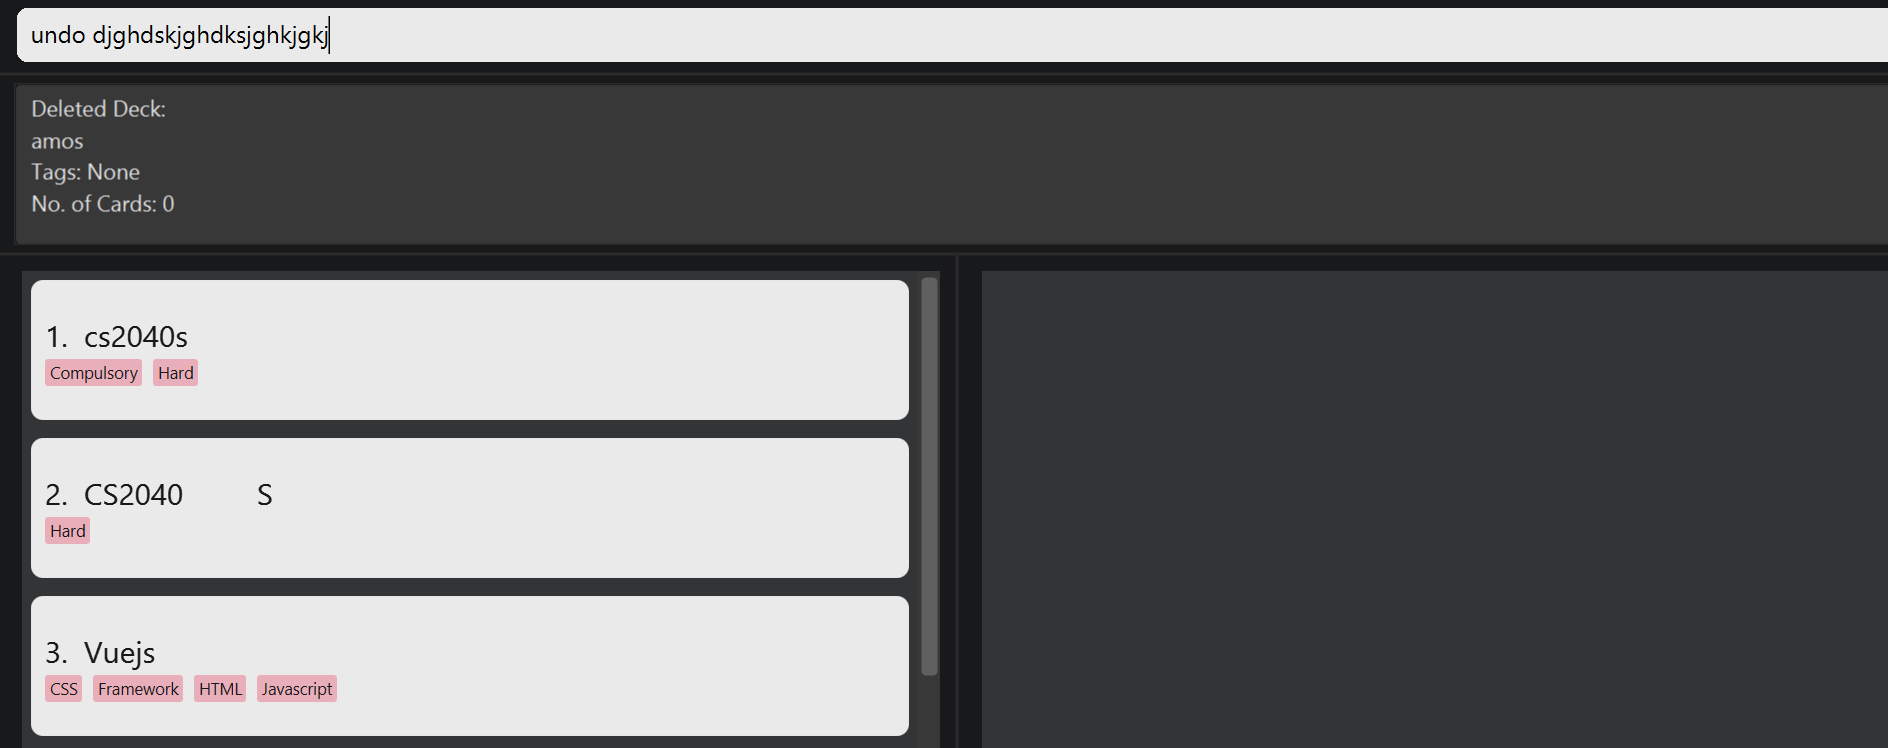 undo djghdskjghdksjghkjgkj
Deleted Deck:
amos
Tags: None
No. of Cards: 0
1. cs2040s
Compulsory Hard
2. CS2040 S
Hard
3. Vuejs
CSS Framework HTML Javascript